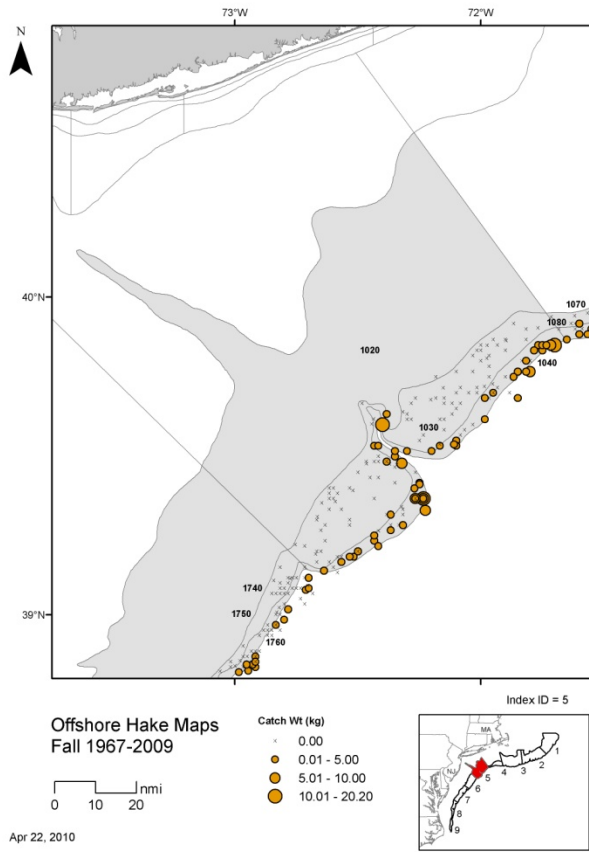 73°W
72°W
N
1070
40°N
1080
1040
1020
1030
1740
39°N
1750
1760
Index ID = 5
Offshore Hake Maps
Fall 1967-2009
Catch Wt (kg)
0.00
0.01 - 5.00
5.01 - 10.00
10.01 - 20.20
nmi
0 10 20
MA
NJ
1
2
3
4
5
6
7
8
9
Apr 22, 2010